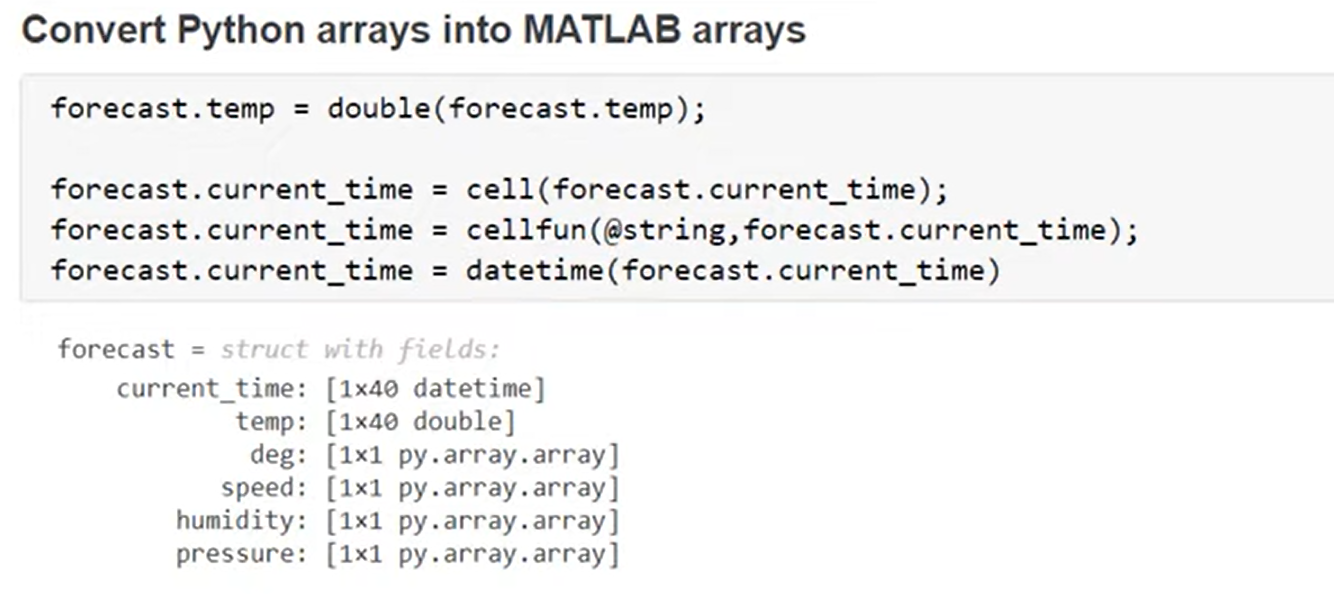 Convert Python arrays into MATLAB arrays
forecast.temp = double(forecast.temp);
forecast.current_time = cell(forecast.current_time);
forecast.current_time = cellfun(@string,forecast.current_time);
forecast.current_time = datetime(forecast.current_time)
forecast = struct with fields:
current_time: [1×40 datetime]
temp: [1×40 double]
deg: [1×1 py.array.array]
speed: [1×1 py.array.array]
humidity: [1×1 py.array.array]
pressure: [1×1 py.array.array]